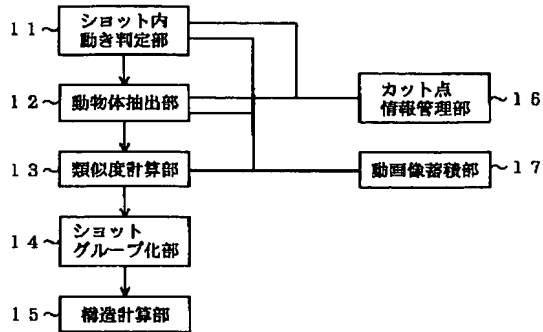 11～
ショット内
動き判定部
12～
動物体抽出部
カット点
情報管理部
～16
13～
類似度計算部
動画像蓄積部
～17
14～
ショット
グループ化部
15～
構造計算部